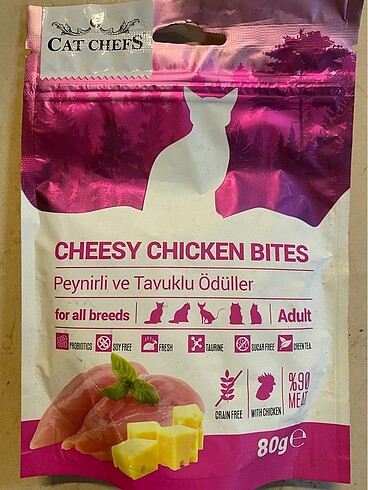 CAT CHEFS
CHEESY CHICKEN BITES
Peynirli ve Tavuklu Ödüller
for all breeds
Adult
PROBIOTICS
SOY FREE
FRESH
TAURINE
SUGAR FREE
GREEN TEA
GRAIN FREE
WITH CHICKEN
%90
MEAT
80g e